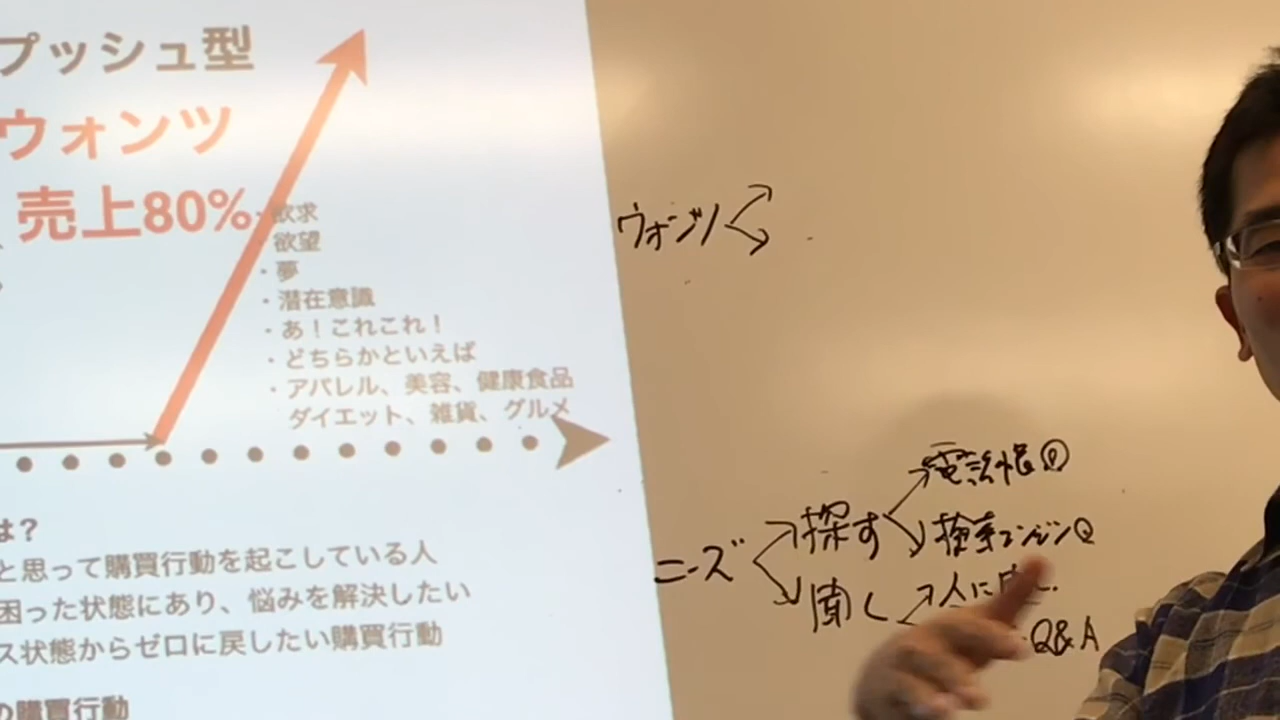 プッシュ型
ウォンツ
売上80%
・欲求
・欲望
・夢
・潜在意識
・あ！これこれ！
・どちらかといえば
・アパレル、美容、健康食品
ダイエット、雑貨、グルメ
は？
と思って購買行動を起こしている人
困った状態にあり、悩みを解決したい
ス状態からゼロに戻したい購買行動
の購買行動
ウォンツ
ニーズ
探す
電話帳
検索エンジン
聞く
人に
Q&A